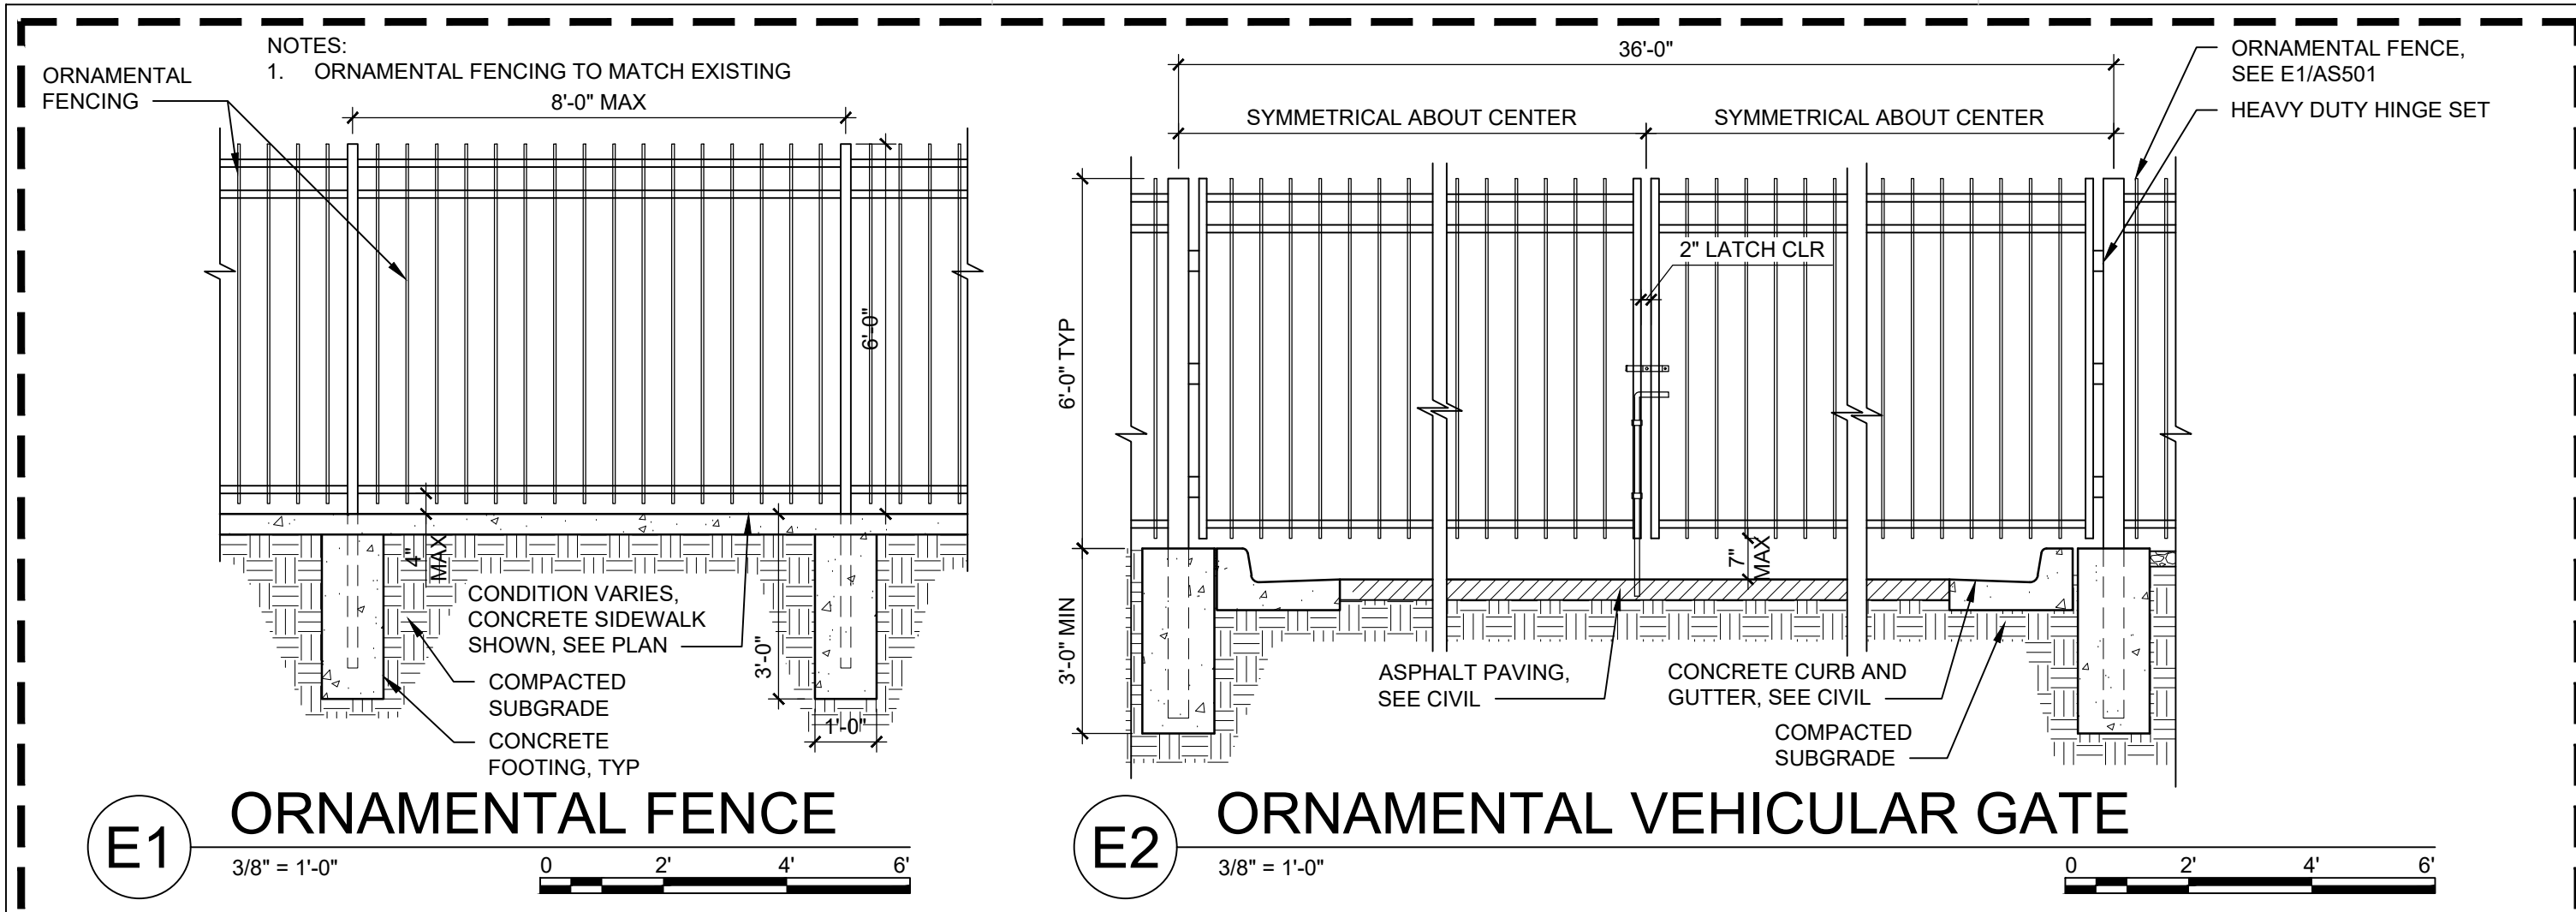 NOTES:
1. ORNAMENTAL FENCING TO MATCH EXISTING
ORNAMENTAL
FENCING
8'-0" MAX
6'-0"
4"
MAX
CONDITION VARIES,
CONCRETE SIDEWALK
SHOWN, SEE PLAN
3'-0"
COMPACTED
SUBGRADE
1'-0"
CONCRETE
FOOTING, TYP
E1
ORNAMENTAL FENCE
3/8" = 1'-0"
0 2' 4' 6'
36'-0"
ORNAMENTAL FENCE,
SEE E1/AS501
SYMMETRICAL ABOUT CENTER
SYMMETRICAL ABOUT CENTER
HEAVY DUTY HINGE SET
2" LATCH CLR
6'-0" TYP
7"
MAX
3'-0" MIN
ASPHALT PAVING,
SEE CIVIL
CONCRETE CURB AND
GUTTER, SEE CIVIL
COMPACTED
SUBGRADE
E2
ORNAMENTAL VEHICULAR GATE
3/8" = 1'-0"
0 2' 4' 6'